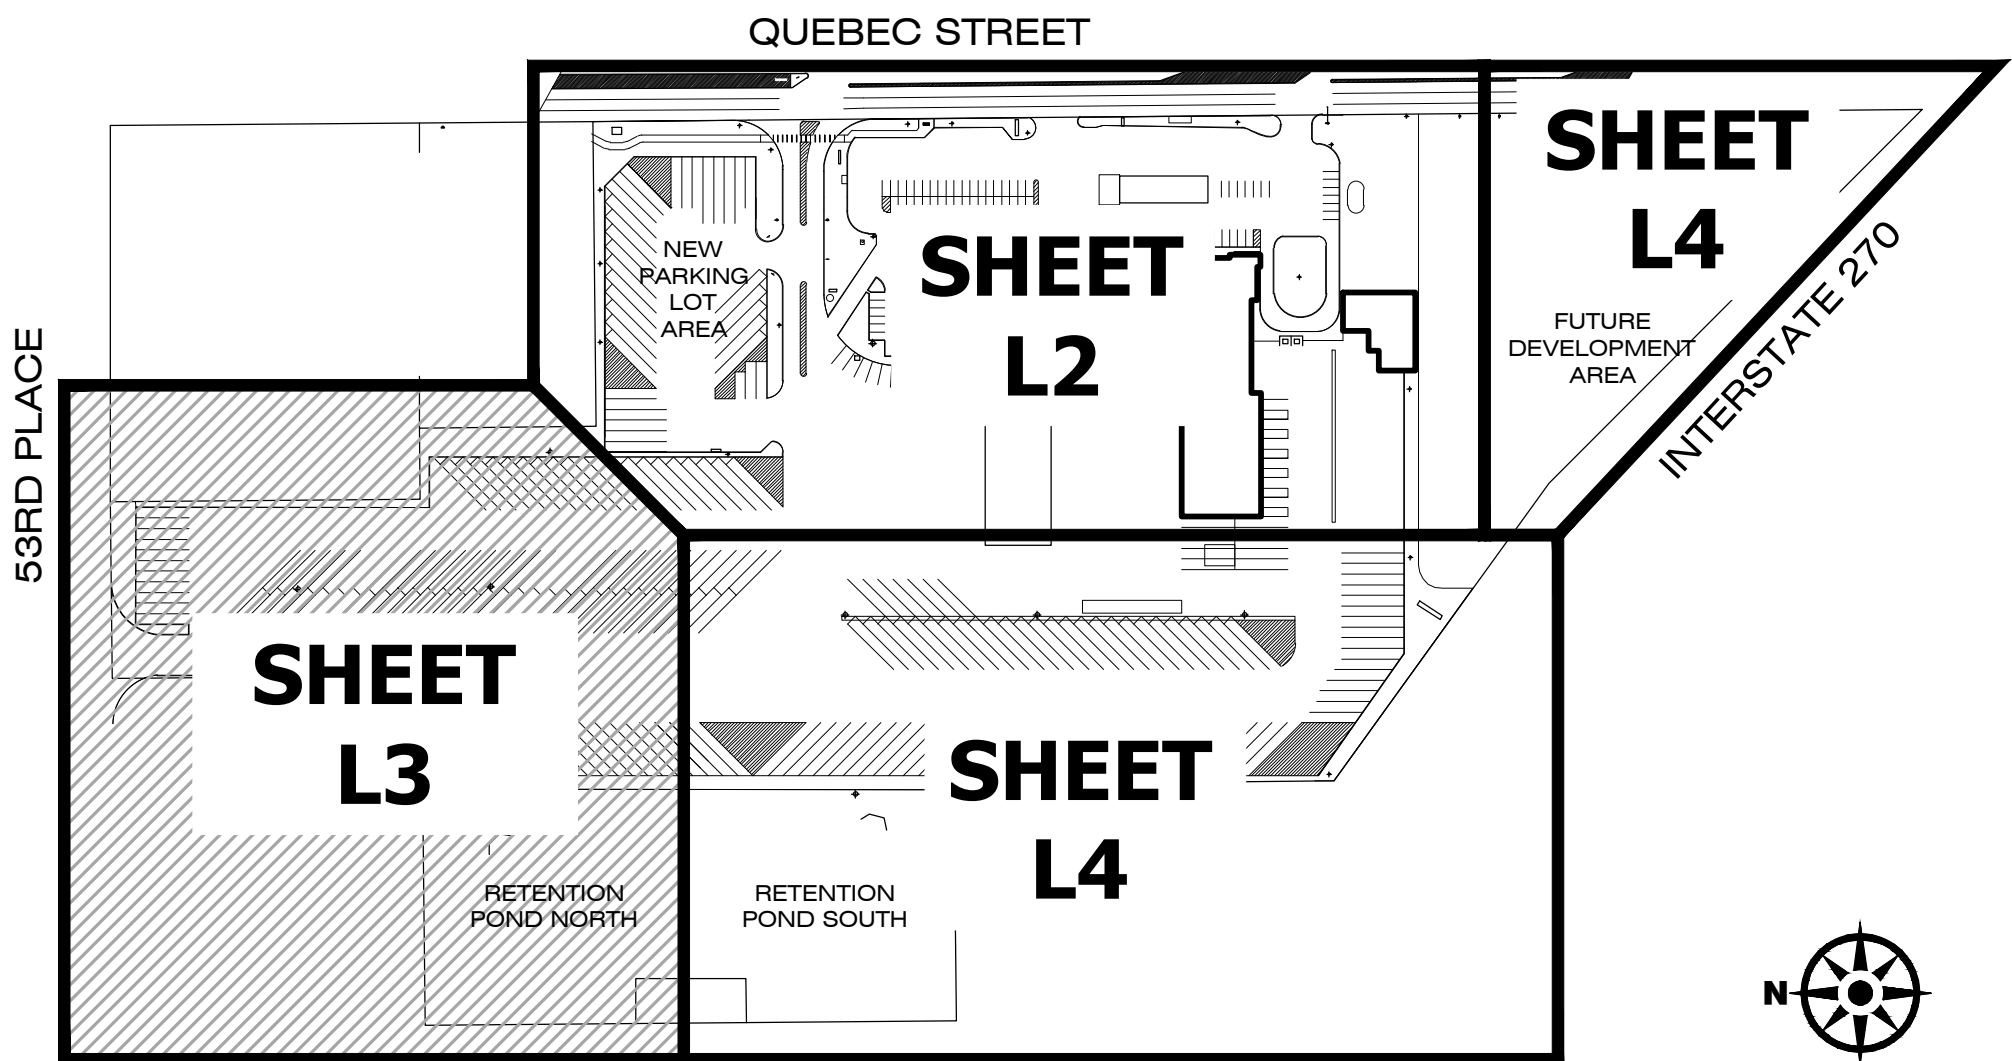 QUEBEC STREET
SHEET
L4
NEW
PARKING
LOT
AREA
SHEET
L2
FUTURE
DEVELOPMENT
AREA
INTERSTATE 270
53RD PLACE
SHEET
L3
SHEET
L4
RETENTION
POND NORTH
RETENTION
POND SOUTH
N